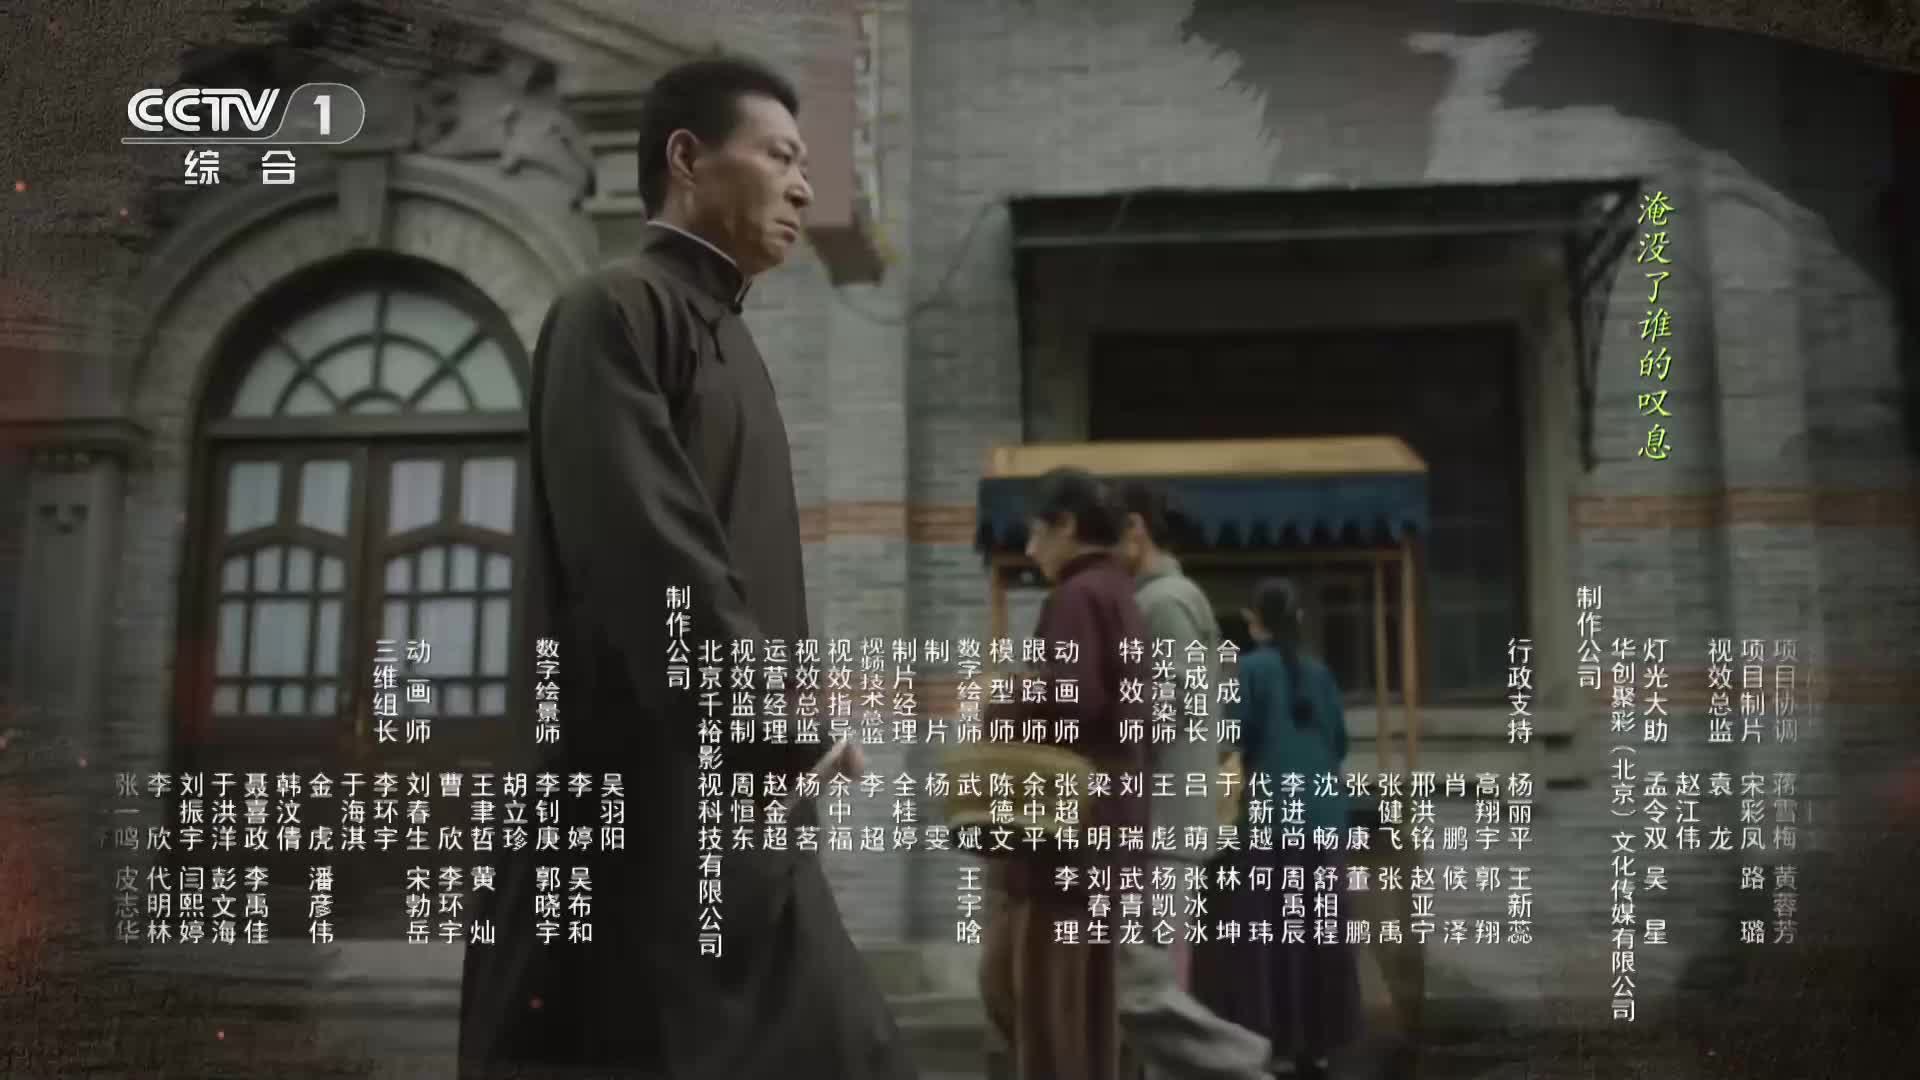 CCTV 1
综合
淹没了谁的叹息
项目协调
蒋雪梅
黄蓉芳
项目制片
宋彩凤
路璐
视效总监
袁龙
赵江伟
灯光大助
孟令双
吴星
制作公司
华创聚彩（北京）文化传媒有限公司
行政支持
杨丽平
王新蕊
高翔宇
郭翔
肖鹏
候泽
邢洪铭
赵亚宁
张健飞
张禹
张康
董鹏
沈畅
舒相程
李进尚
周禹辰
代新越
何玮
合成师
于吴
林坤
合成组长
吕萌
张冰冰
灯光渲染师
王彪
杨凯仑
特效师
刘瑞
武青龙
梁明
刘春生
动画师
张超伟
李理
跟踪师
余中平
模型师
陈德文
数字绘景师
武斌
王宇晗
制片
杨雯
制片经理
全桂婷
视频技术总监
李超
视效指导
余中福
视效总监
杨茗
运营经理
赵金超
视效监制
周恒东
制作公司
北京千裕影视科技有限公司
吴羽阳
李婷
吴布和
数字绘景师
李钊庚
郭晓宇
胡立珍
王聿哲
黄灿
曹欣
李环宇
动画师
刘春生
宋勃岳
三维组长
李环宇
于海淇
金虎
潘彦伟
韩汶倩
聂喜政
李禹佳
于洪洋
彭文海
刘振宇
闫熙婷
李欣
代明林
张一鸣
皮志华